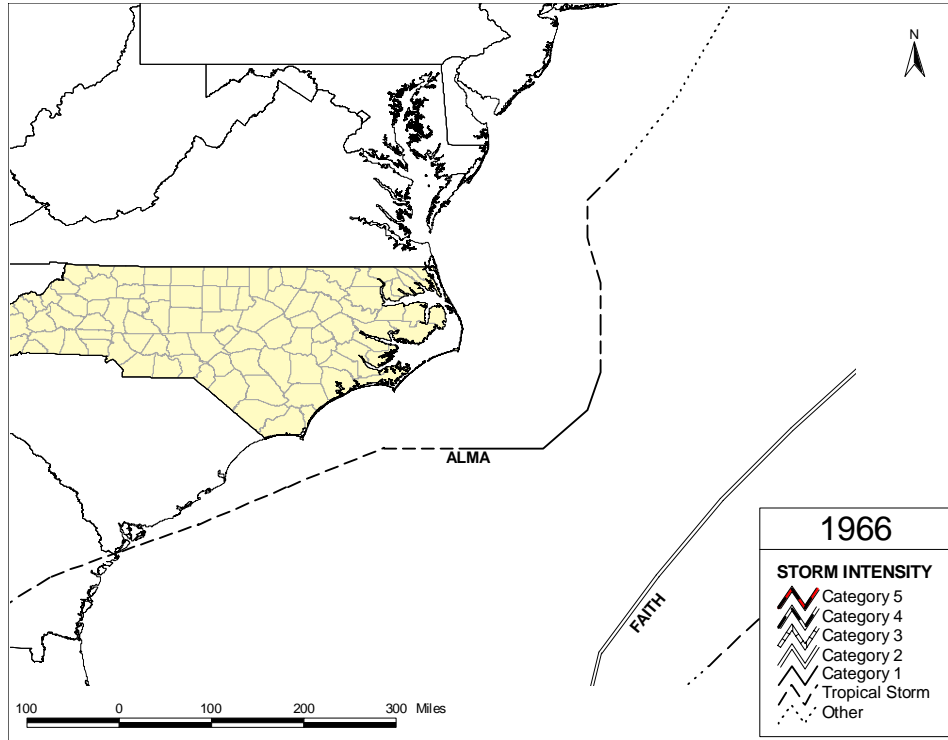 N
ALMA
FAITH
1966
STORM INTENSITY
Category 5
Category 4
Category 3
Category 2
Category 1
Tropical Storm
Other
100 0 100 200 300 Miles